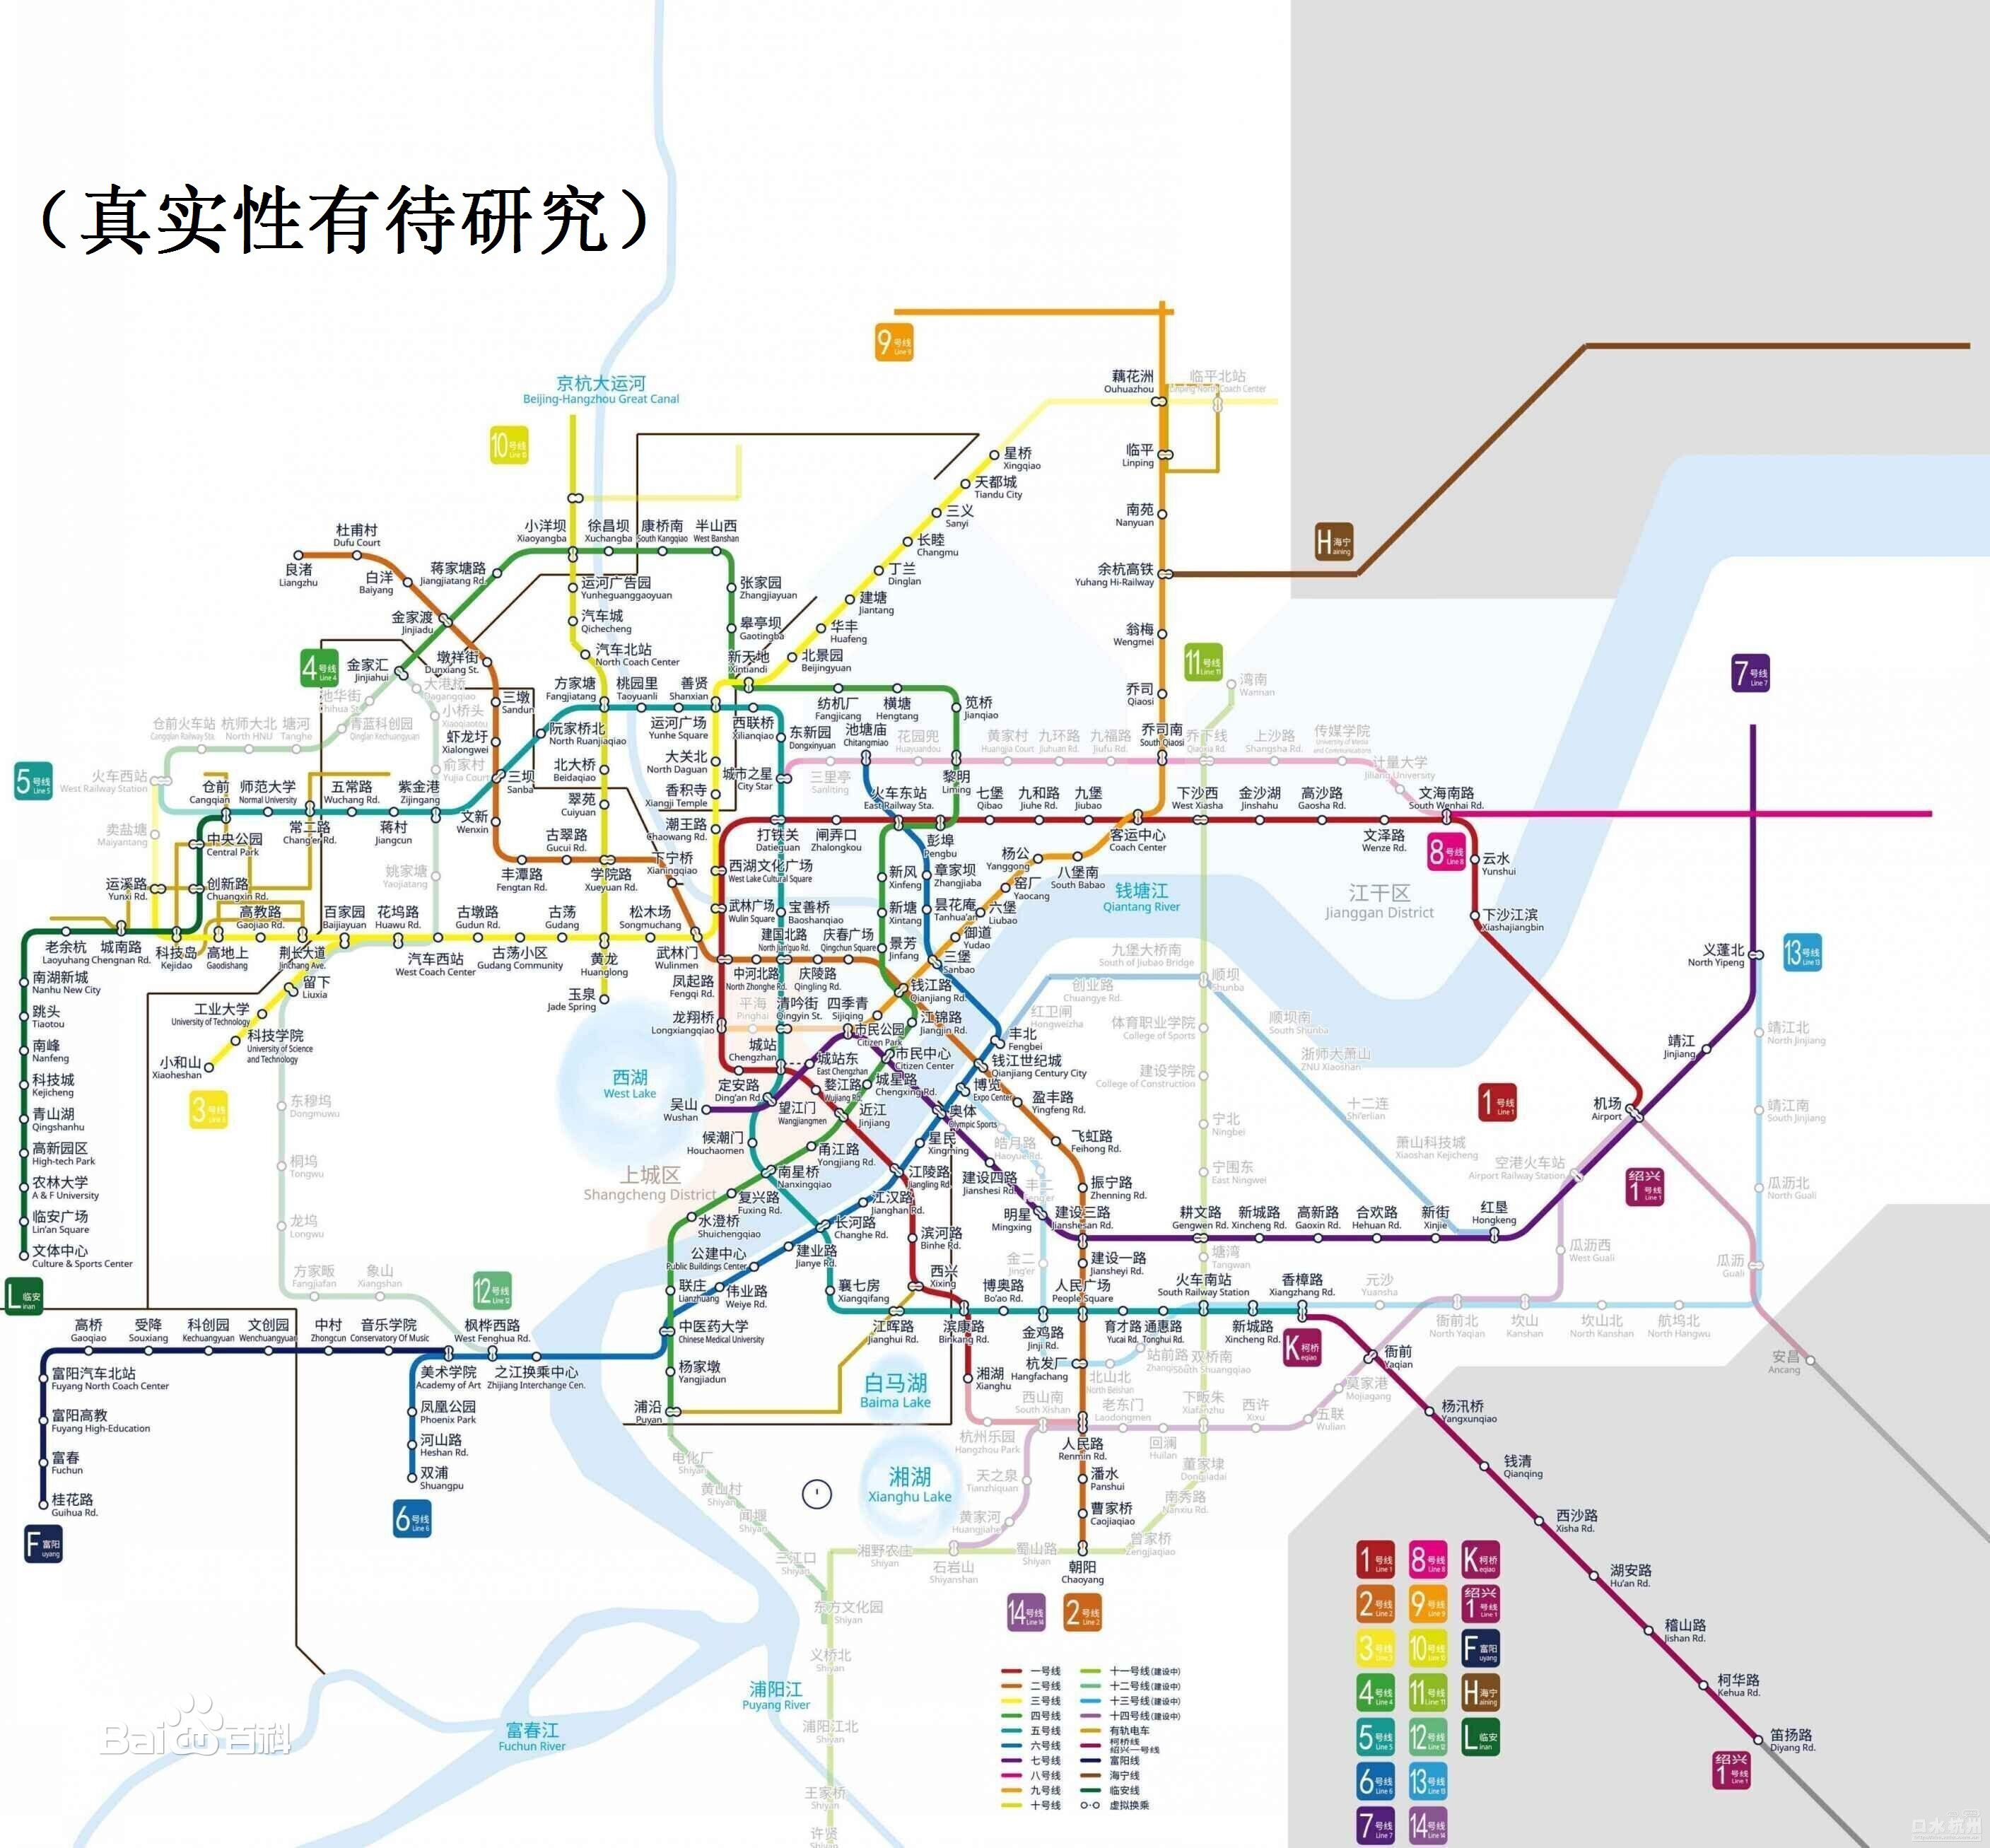 （真实性有待研究）
9号线
Line 9
藕花洲
Ouhuazhou
临平北站
Linping North Coach Center
京杭大运河
Beijing-Hangzhou Great Canal
10号线
Line 10
星桥
Xingqiao
临平
Linping
天都城
Tiandu City
三义
Sanyi
南苑
Nanyuan
长睦
Changmu
H海宁
aining
杜甫村
Dufu Court
小洋坝
Xiaoyangba
徐昌坝
Xuchangba
康桥南
South Kangqiao
半山西
West Banshan
良渚
Liangzhu
白洋
Baiyang
蒋家塘路
Jiangjiatang Rd.
丁兰
Dinglan
余杭高铁
Yuhang Hi-Railway
运河广告园
Yunheguanggaoyuan
张家园
Zhangjiayuan
建塘
Jiantang
金家渡
Jinjiadu
汽车城
Qichecheng
皋亭坝
Gaotingba
华丰
Huafeng
翁梅
Wengmei
4号线
Line 4
金家汇
Jinjiahui
墩祥街
Dunxiang St.
汽车北站
North Coach Center
新天地
Xintiandi
北景园
Beijingyuan
11号线
Line 11
湾南
Wannan
7号线
Line 7
池华街
Chihua St.
大港桥
Dagangqiao
三墩
Sandun
方家塘
Fangjiatang
桃园里
Taoyuanli
善贤
Shanxian
乔司
Qiaosi
仓前火车站
Cangqian Railway Sta.
杭师大北
North HNU
塘河
Tanghe
青蓝科创园
Qinglan Kechuangyuan
小桥头
Xiaoqiaotou
虾龙圩
Xialongwei
阮家桥北
North Ruanjiaqiao
运河广场
Yunhe Square
西联桥
Xilianqiao
东新园
Dongxinyuan
纺机厂
Fangjicang
横塘
Hengtang
笕桥
Jianqiao
池塘庙
Chitangmiao
花园兜
Huayuandou
黄家村
Huangjia Court
九环路
Jiuhuan Rd.
九福路
Jiufu Rd.
乔司南
South Qiaosi
乔下线
Qiaoxia Rd.
上沙路
Shangsha Rd.
传媒学院
University of Media
and Communications
5号线
Line 5
火车西站
West Railway Station
俞家村
Yujia Court
三坝
Sanba
北大桥
Beidaqiao
大关北
North Daguan
城市之星
City Star
三里亭
Sanliting
黎明
Liming
计量大学
Jiliang University
仓前
Cangqian
师范大学
Normal University
五常路
Wuchang Rd.
紫金港
Zijingang
文新
Wenxin
翠苑
Cuiyuan
香积寺
Xiangji Temple
火车东站
East Railway Sta.
七堡
Qibao
九和路
Jiuhe Rd.
九堡
Jiubao
下沙西
West Xiasha
金沙湖
Jinshahu
高沙路
Gaosha Rd.
文海南路
South Wenhai Rd.
卖盐塘
Maiyantang
中央公园
Central Park
常二路
Chang'er Rd.
蒋村
Jiangcun
古翠路
Gucui Rd.
潮王路
Chaowang Rd.
打铁关
Datieguan
闸弄口
Zhalongkou
彭埠
Pengbu
客运中心
Coach Center
文泽路
Wenze Rd.
8号线
Line 8
云水
Yunshui
运溪路
Yunxi Rd.
创新路
Chuangxin Rd.
姚家塘
Yaojiatang
丰潭路
Fengtan Rd.
学院路
Xueyuan Rd.
下宁桥
Xianingqiao
西湖文化广场
West Lake Cultural Square
新风
Xinfeng
章家坝
Zhangjiaba
杨公
Yanggong
窑厂
Yaocang
八堡南
South Babao
钱塘江
Qiantang River
江干区
Jianggan District
高教路
Gaojiao Rd.
百家园
Baijiayuan
花坞路
Huawu Rd.
古墩路
Gudun Rd.
古荡
Gudang
松木场
Songmuchang
武林广场
Wulin Square
宝善桥
Baoshanqiao
新塘
Xintang
昙花庵
Tanhua'an
六堡
Liubao
下沙江滨
Xiashajiangbin
老余杭
Laoyuhang
城南路
Chengnan Rd.
科技岛
Kejidao
高地上
Gaodishang
荆长大道
Jinchang Ave.
汽车西站
West Coach Center
古荡小区
Gudang Community
黄龙
Huanglong
武林门
Wulinmen
建国北路
North Jian'guo Rd.
庆春广场
Qingchun Square
景芳
Jinfang
御道
Yudao
三堡
Sanbao
九堡大桥南
South of Jiubao Bridge
义蓬北
North Yipeng
13号线
Line 13
南湖新城
Nanhu New City
留下
Liuxia
玉泉
Jade Spring
凤起路
Fengqi Rd.
中河北路
North Zhonghe Rd.
庆陵路
Qingling Rd.
钱江路
Qianjiang Rd.
创业路
Chuangye Rd.
顺坝
Shunba
跳头
Tiaotou
工业大学
University of Technology
龙翔桥
Longxiangqiao
平海
Pinghai
清吟街
Qingyin St.
四季青
Sijiqing
江锦路
Jiangjin Rd.
红卫闸
Hongweizha
体育职业学院
College of Sports
顺坝南
South Shunba
靖江北
North Jinjiang
南峰
Nanfeng
科技学院
University of Science
and Technology
市民公园
Citizen Park
丰北
Fengbei
靖江
Jinjiang
小和山
Xiaoheshan
城站
Chengzhan
城站东
East Chengzhan
市民中心
Citizen Center
钱江世纪城
Qianjiang Century City
浙师大萧山
ZNU Xiaoshan
科技城
Kejicheng
西湖
West Lake
定安路
Ding'an Rd.
婺江路
Wujiang Rd.
城星路
Chengxing Rd.
博览
Expo Center
建设学院
College of Construction
3号线
Line 3
东穆坞
Dongmuwu
吴山
Wushan
望江门
Wangjiangmen
近江
Jinjiang
奥体
Olympic Sports
盈丰路
Yingfeng Rd.
十二连
Shi'erlian
1号线
Line 1
机场
Airport
靖江南
South Jinjiang
青山湖
Qingshanhu
候潮门
Houchaomen
甬江路
Yongjiang Rd.
星民
Xingming
皓月路
Haoyue Rd.
飞虹路
Feihong Rd.
宁北
Ningbei
萧山科技城
Xiaoshan Kejicheng
高新园区
High-tech Park
桐坞
Tongwu
上城区
Shangcheng District
南星桥
Nanxingqiao
江陵路
Jiangling Rd.
建设四路
Jianshesi Rd.
振宁路
Zhenning Rd.
宁围东
East Ningwei
空港火车站
Airport Railway Station
绍兴1号线
Line 1
瓜沥北
North Guali
农林大学
A & F University
复兴路
Fuxing Rd.
江汉路
Jianghan Rd.
临安广场
Lin'an Square
龙坞
Longwu
水澄桥
Shuichengqiao
长河路
Changhe Rd.
滨河路
Binhe Rd.
明星
Mingxing
建设三路
Jianshesan Rd.
耕文路
Gengwen Rd.
新城路
Xincheng Rd.
高新路
Gaoxin Rd.
合欢路
Hehuan Rd.
新街
Xinjie
红垦
Hongkeng
文体中心
Culture & Sports Center
公建中心
Public Buildings Center
建业路
Jianye Rd.
金二
Jing'er
建设一路
Jiansheyi Rd.
塘湾
Tangwan
瓜沥西
West Guali
瓜沥
Guali
L临安
inan
方家畈
Fangjiafan
象山
Xiangshan
12号线
Line 12
联庄
Lianzhuang
伟业路
Weiye Rd.
襄七房
Xiangqifang
西兴
Xixing
博奥路
Bo'ao Rd.
人民广场
People Square
火车南站
South Railway Station
香樟路
Xiangzhang Rd.
元沙
Yuansha
高桥
Gaoqiao
受降
Souxiang
科创园
Kechuangyuan
文创园
Wenchuangyuan
中村
Zhongcun
音乐学院
Conservatory Of Music
枫桦西路
West Fenghua Rd.
中医药大学
Chinese Medical University
江晖路
Jianghui Rd.
滨康路
Binkang Rd.
金鸡路
Jinji Rd.
育才路
Yucai Rd.
通惠路
Tonghui Rd.
新城路
Xincheng Rd.
K柯桥
eqiao
衙前北
North Yaqian
坎山
Kanshan
坎山北
North Kanshan
航坞北
North Hangwu
富阳汽车北站
Fuyang North Coach Center
美术学院
Academy of Art
之江换乘中心
Zhijiang Interchange Cen.
杨家墩
Yangjiadun
白马湖
Baima Lake
湘湖
Xianghu
杭发厂
Hangfachang
站前路
双桥南
South Shuangqiao
衙前
Yaqian
安昌
Ancang
富阳高教
Fuyang High-Education
凤凰公园
Phoenix Park
浦沿
Puyan
西山南
South Xishan
北山北
North Beishan
老东门
Laodongmen
下畈朱
Xiafanzhu
西许
Xixu
莫家港
Mojiagang
五联
Wulian
杨汛桥
Yangxunqiao
富春
Fuchun
河山路
Heshan Rd.
电化厂
Shiyan
杭州乐园
Hangzhou Park
人民路
Renmin Rd.
回澜
Huilan
董家埭
Dongjiadai
钱清
Qianqing
桂花路
Guihua Rd.
双浦
Shuangpu
黄山村
Shiyan
湘湖
Xianghu Lake
天之泉
Tianzhiquan
潘水
Panshui
南秀路
Nanxiu Rd.
F富阳
uyang
6号线
Line 6
闻堰
Shiyan
黄家河
Huangjiahe
曹家桥
Caojiaqiao
曾家桥
Zengjiaqiao
西沙路
Xisha Rd.
三江口
Shiyan
湘野农庄
Shiyan
石岩山
Shiyanshan
蜀山路
Shiyan
朝阳
Chaoyang
湖安路
Hu'an Rd.
东方文化园
Shiyan
14号线
Line 14
2号线
Line 2
稽山路
Jishan Rd.
义桥北
Shiyan
柯华路
Kehua Rd.
浦阳江
Puyang River
浦阳江北
Shiyan
富春江
Fuchun River
笛扬路
Diyang Rd.
绍兴1号线
Line 1
王家桥
Shiyan
许贤
Shiyan
一号线
二号线
三号线
四号线
五号线
六号线
七号线
八号线
九号线
十号线
十一号线(建设中)
十二号线(建设中)
十三号线(建设中)
十四号线(建设中)
有轨电车
柯桥线
绍兴一号线
富阳线
海宁线
临安线
虚拟换乘
1号线 Line 1
8号线 Line 8
K柯桥 eqiao
2号线 Line 2
9号线 Line 9
绍兴1号线 Line 1
3号线 Line 3
10号线 Line 10
F富阳 uyang
4号线 Line 4
11号线 Line 11
H海宁 aining
5号线 Line 5
12号线 Line 12
L临安 inan
6号线 Line 6
13号线 Line 13
7号线 Line 7
14号线 Line 14
Bai百科
口水杭州